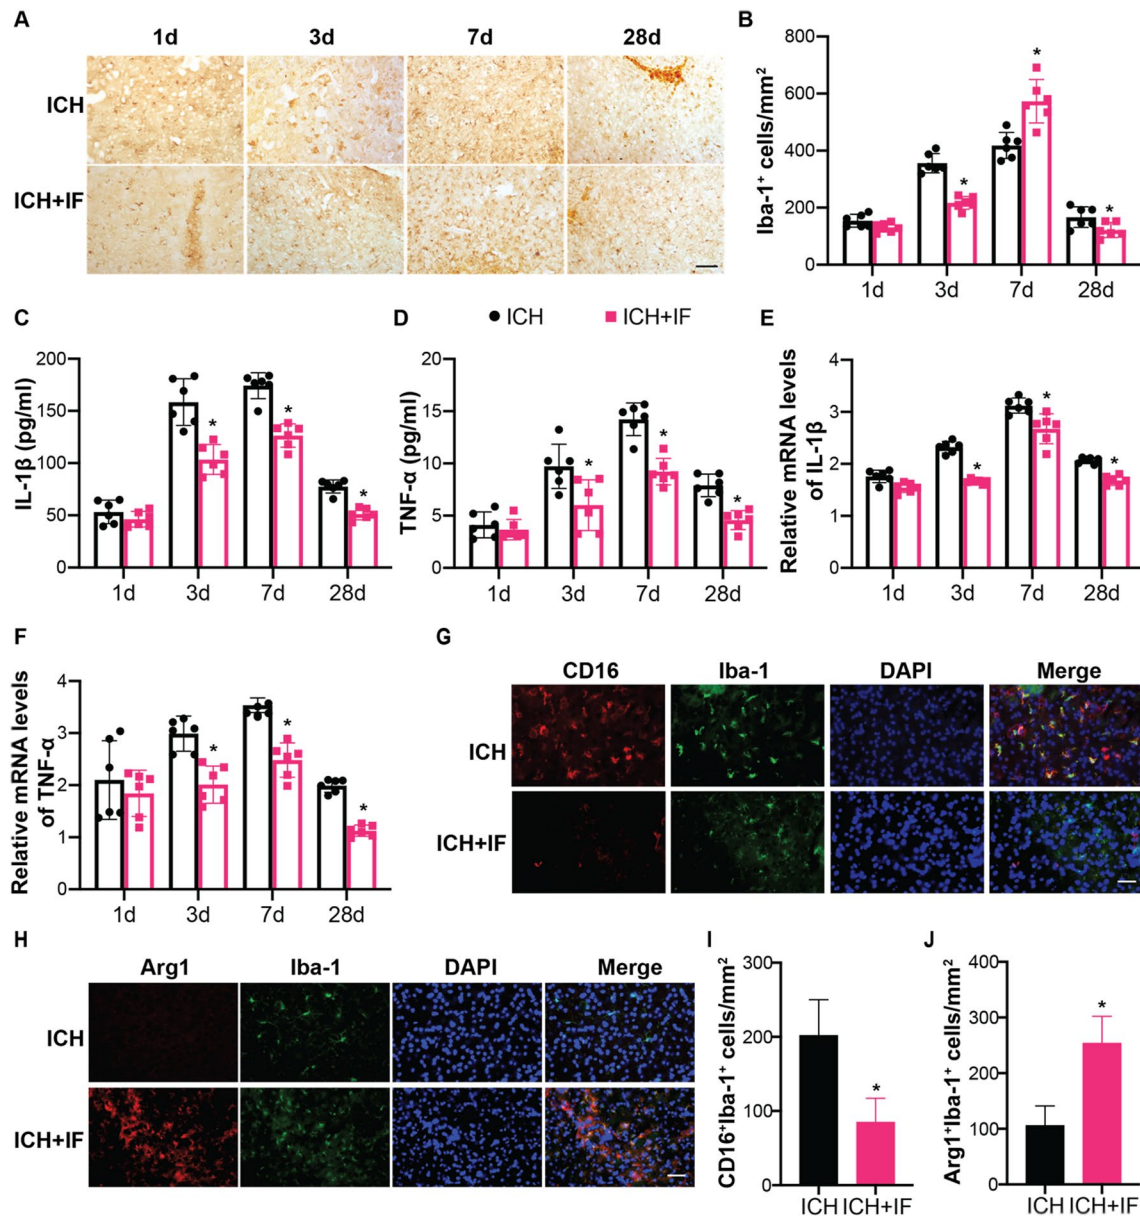 A
1d 3d 7d 28d
ICH
ICH+IF
B
Iba-1⁺ cells/mm²
800
600
400
200
0
* * *
1d 3d 7d 28d
ICH ICH+IF
C
IL-1β (pg/ml)
200
150
100
50
0
* * *
1d 3d 7d 28d
D
TNF-α (pg/ml)
20
15
10
5
0
* * *
1d 3d 7d 28d
E
Relative mRNA levels
of IL-1β
4
3
2
1
0
* * *
1d 3d 7d 28d
F
Relative mRNA levels
of TNF-α
4
3
2
1
0
* * *
1d 3d 7d 28d
G
CD16 Iba-1 DAPI Merge
ICH
ICH+IF
H
Arg1 Iba-1 DAPI Merge
ICH
ICH+IF
I
CD16⁺Iba-1⁺ cells/mm²
300
200
100
0
*
ICH ICH+IF
J
Arg1⁺Iba-1⁺ cells/mm²
400
300
200
100
0
*
ICH ICH+IF